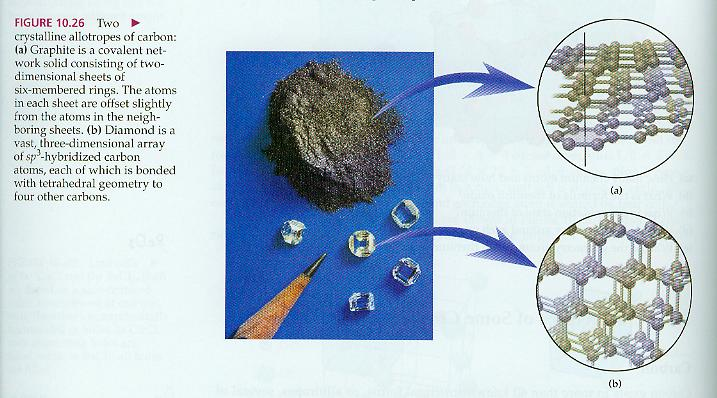 FIGURE 10.26 Two ►
crystalline allotropes of carbon:
(a) Graphite is a covalent net-
work solid consisting of two-
dimensional sheets of
six-membered rings. The atoms
in each sheet are offset slightly
from the atoms in the neigh-
boring sheets. (b) Diamond is a
vast, three-dimensional array
of sp³-hybridized carbon
atoms, each of which is bonded
with tetrahedral geometry to
four other carbons.
(a)
(b)